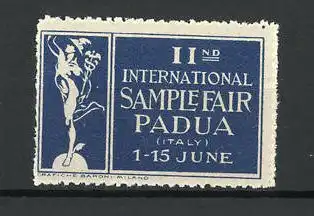 IIND
INTERNATIONAL
SAMPLE FAIR
PADUA
(ITALY)
1-15 JUNE
GRAFICHE BARONI-MILANO